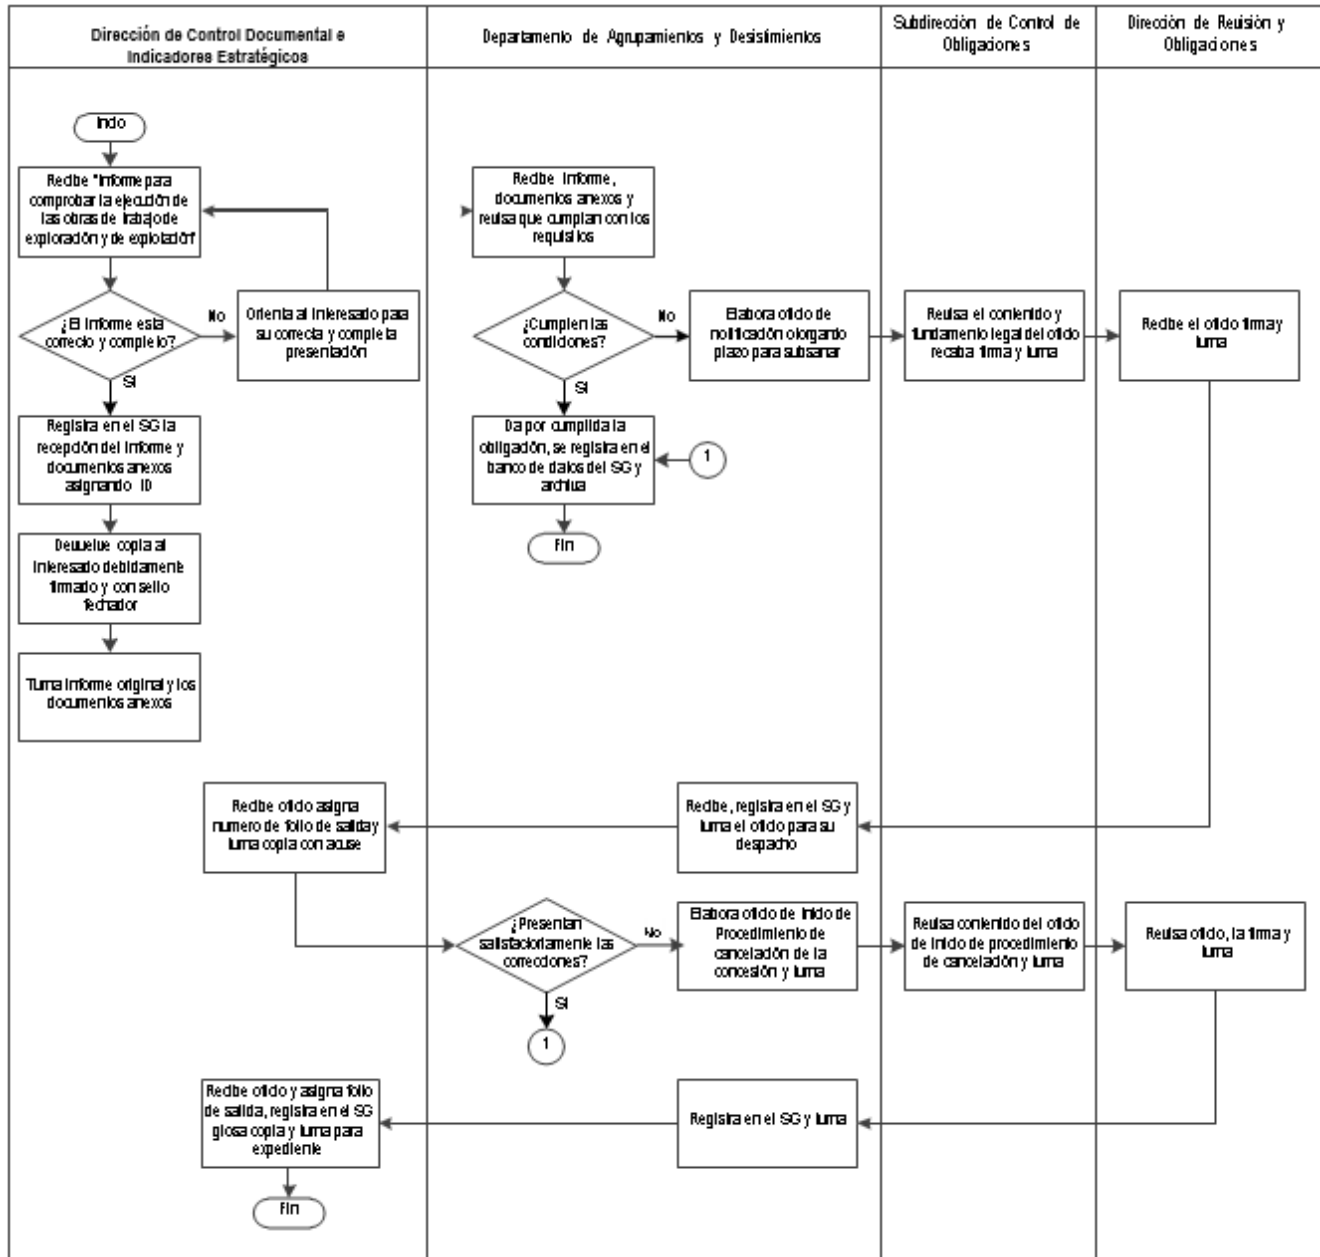 Dirección de Control Documental e
Indicadores Estratégicos
Departamento de Agrupamientos y Desistimientos
Subdirección de Control de
Obligaciones
Dirección de Revisión y
Obligaciones
Inicio
Recibe "Informe para
comprobar la ejecución de
las obras de trabajo de
exploración y de explotación"
¿El informe esta
correcto y completo?
No
Orienta al interesado para
su correcta y completa
presentación
SI
Registra en el SG la
recepción del informe y
documentos anexos
asignando ID
Devuelve copia al
interesado debidamente
firmado y con sello
fechador
Turna informe original y los
documentos anexos
Recibe informe,
documentos anexos y
revisa que cumplan con los
requisitos
¿Cumplen las
condiciones?
No
Elabora oficio de
notificación otorgando
plazo para subsanar
Revisa el contenido y
fundamento legal del oficio
recaba firma y turna
Recibe el oficio firma y
turna
SI
Da por cumplida la
obligación, se registra en el
banco de datos del SG y
archiva
1
Fin
Recibe oficio asigna
numero de folio de salida y
turna copia con acuse
Recibe, registra en el SG y
turna el oficio para su
despacho
¿Presentan
satisfactoriamente las
correcciones?
No
Elabora oficio de Inicio de
Procedimiento de
cancelación de la
concesión y turna
Revisa contenido del oficio
de inicio de procedimiento
de cancelación y turna
Revisa oficio, la firma y
turna
SI
1
Recibe oficio y asigna folio
de salida, registra en el SG
glosa copia y turna para
expediente
Registra en el SG y turna
Fin